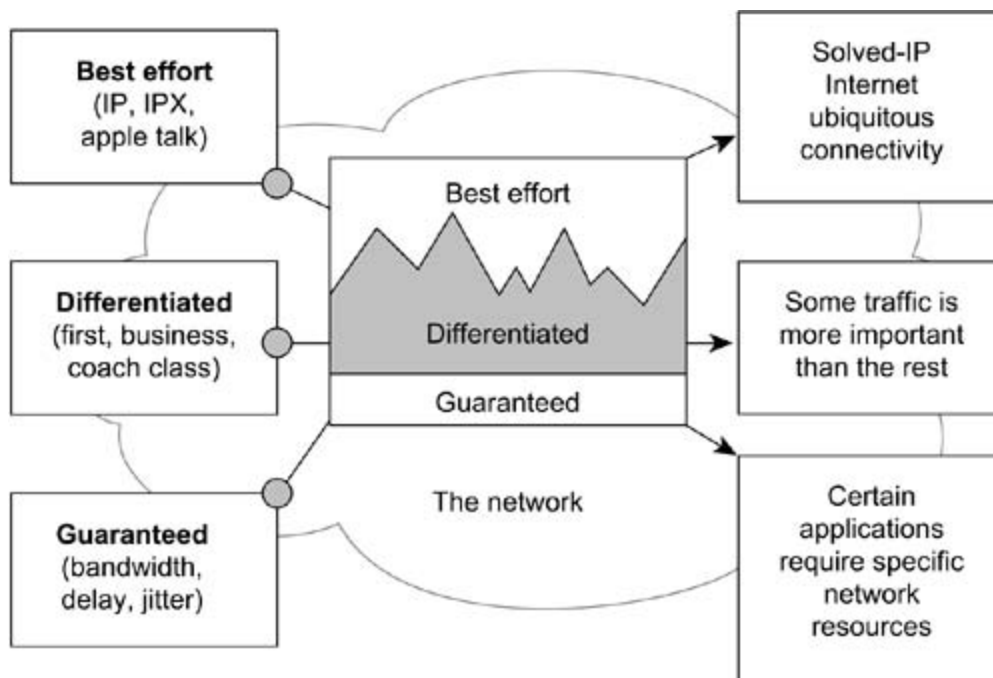 Best effort
(IP, IPX,
apple talk)
Differentiated
(first, business,
coach class)
Guaranteed
(bandwidth,
delay, jitter)
Best effort
Differentiated
Guaranteed
The network
Solved-IP
Internet
ubiquitous
connectivity
Some traffic is
more important
than the rest
Certain
applications
require specific
network
resources